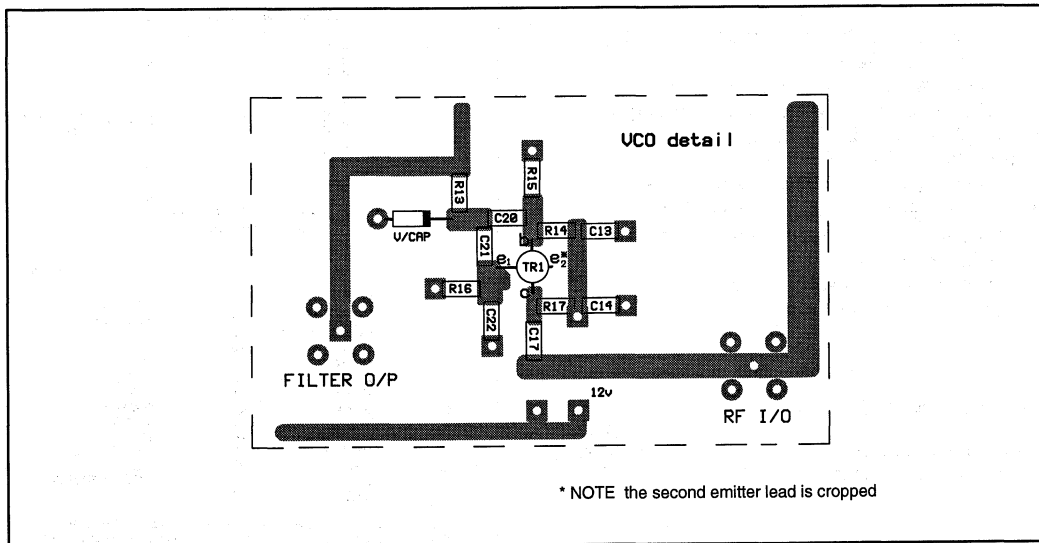 VCO detail
R13
R15
V/CAP
C20
R14
C13
b
C21
e1
TR1
e2*
R16
c
R17
C14
C22
C17
FILTER O/P
12v
RF I/O
* NOTE the second emitter lead is cropped